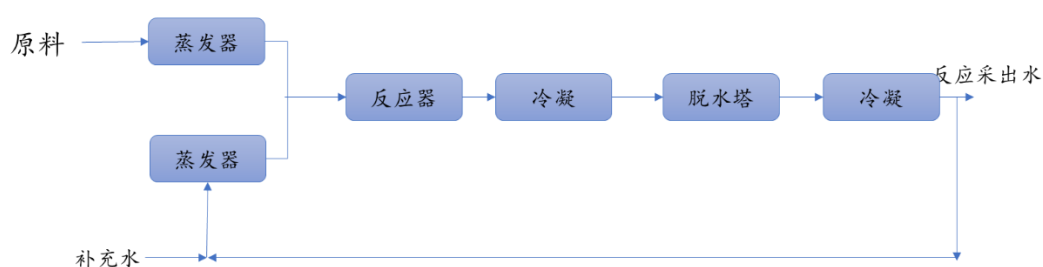 原料
蒸发器
反应器
冷凝
脱水塔
冷凝
反应采出水
蒸发器
补充水